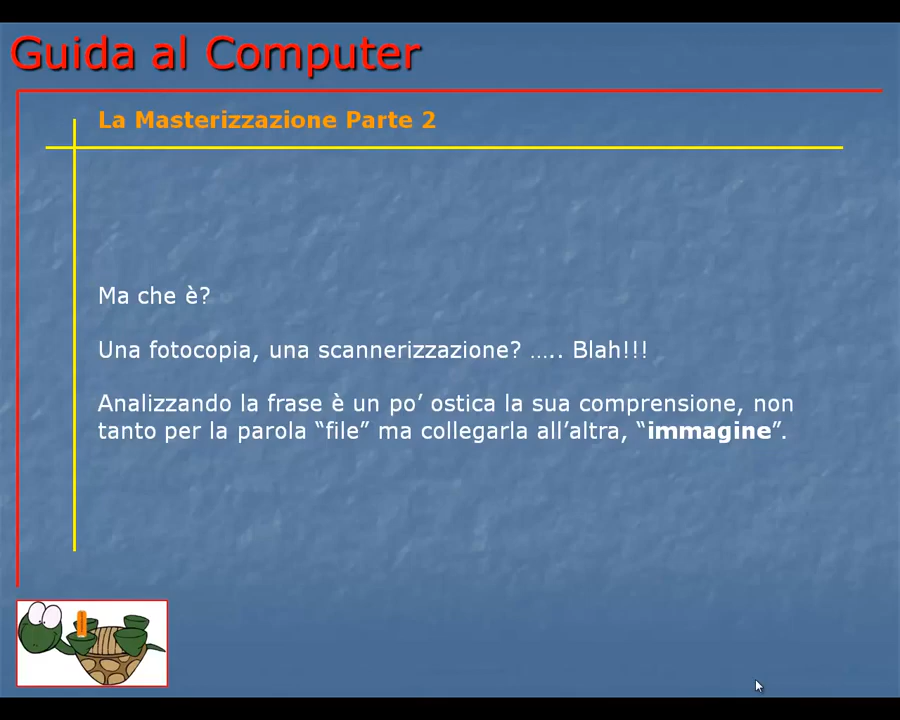 Guida al Computer
La Masterizzazione Parte 2
Ma che è?
Una fotocopia, una scannerizzazione? ..... Blah!!!
Analizzando la frase è un po’ ostica la sua comprensione, non
tanto per la parola “file” ma collegarla all’altra, “immagine”.